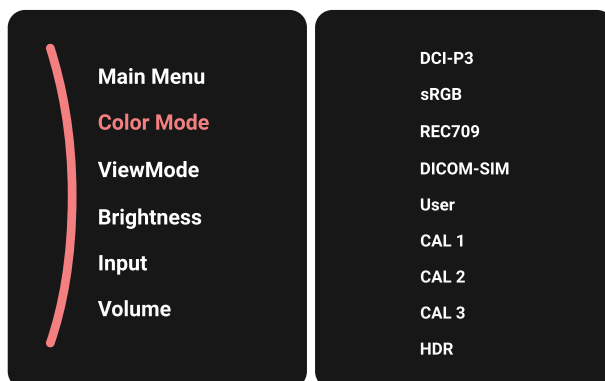 Main Menu
Color Mode
ViewMode
Brightness
Input
Volume
DCI-P3
sRGB
REC709
DICOM-SIM
User
CAL 1
CAL 2
CAL 3
HDR